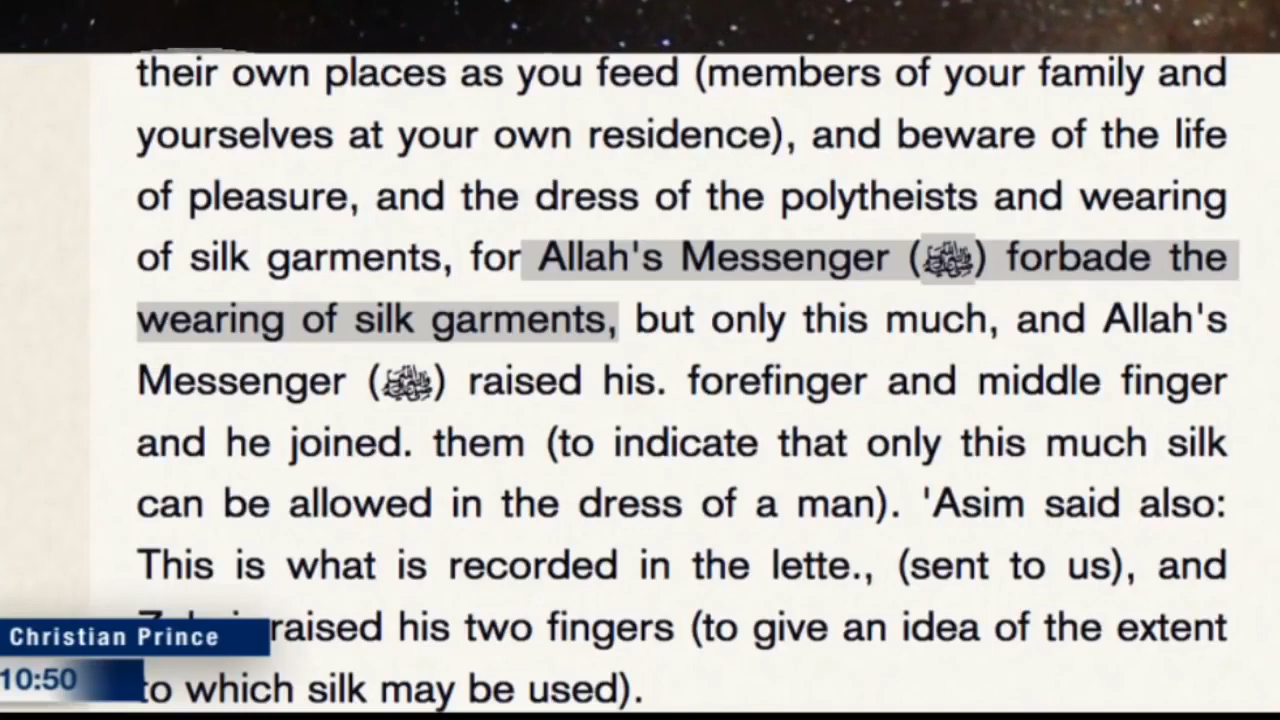 their own places as you feed (members of your family and
yourselves at your own residence), and beware of the life
of pleasure, and the dress of the polytheists and wearing
of silk garments, for Allah's Messenger (ﷺ) forbade the
wearing of silk garments, but only this much, and Allah's
Messenger (ﷺ) raised his. forefinger and middle finger
and he joined. them (to indicate that only this much silk
can be allowed in the dress of a man). 'Asim said also:
This is what is recorded in the lette., (sent to us), and
raised his two fingers (to give an idea of the extent
to which silk may be used).
Christian Prince
10:50